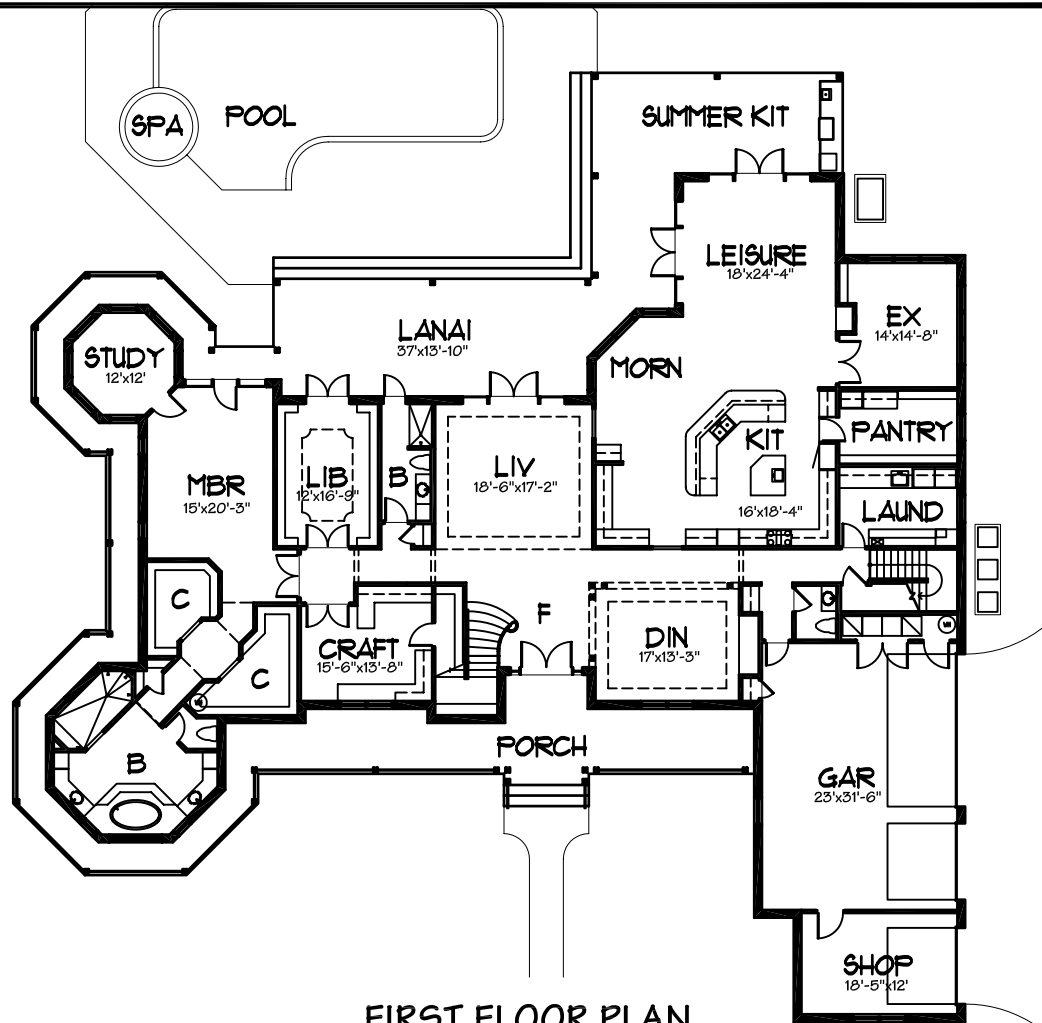 SPA
POOL
SUMMER KIT
LEISURE
18'x24'-4"
EX
14'x14'-8"
LANAI
37'x13'-10"
STUDY
12'x12'
MORN
PANTRY
KIT
16'x18'-4"
LIB
12'x16'-9"
B
LIV
18'-6"x17'-2"
MBR
15'x20'-3"
LAUND
C
F
DIN
17'x13'-3"
CRAFT
15'-6"x13'-8"
C
PORCH
B
GAR
23'x31'-6"
SHOP
18'-5"x12'
FIRST FLOOR PLAN